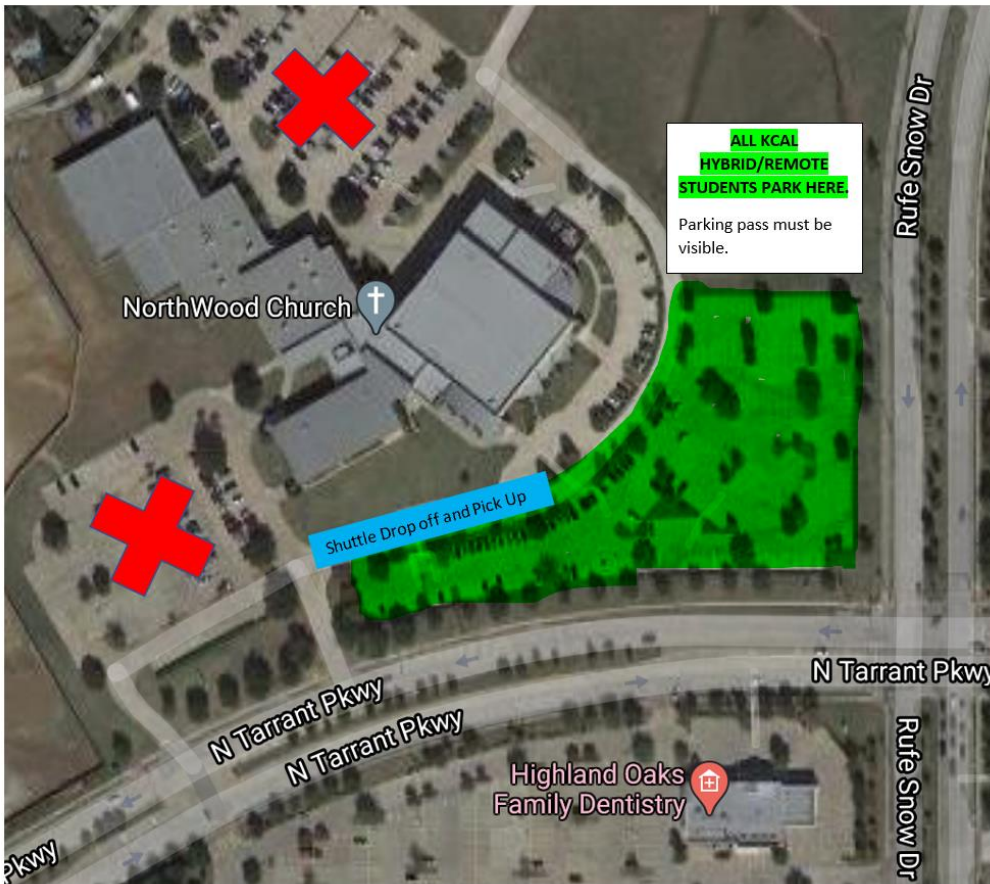 ALL KCAL
HYBRID/REMOTE
STUDENTS PARK HERE.
Parking pass must be
visible.
Rufe Snow Dr
NorthWood Church
Shuttle Drop off and Pick Up
N Tarrant Pkwy
N Tarrant Pkwy
N Tarrant Pkwy
Highland Oaks
Family Dentistry
Rufe Snow Dr
Pkwy